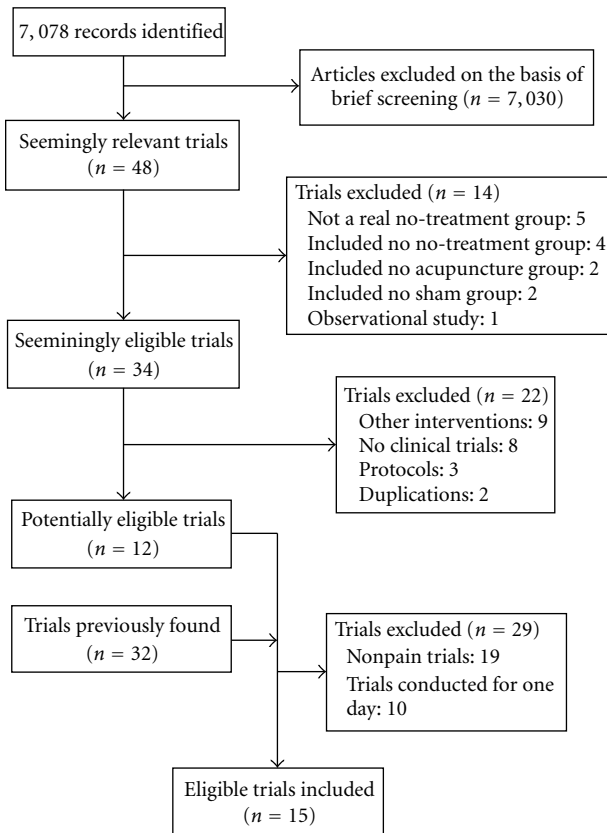 7, 078 records identified
Articles excluded on the basis of
brief screening (n = 7, 030)
Seemingly relevant trials
(n = 48)
Trials excluded (n = 14)
Not a real no-treatment group: 5
Included no no-treatment group: 4
Included no acupuncture group: 2
Included no sham group: 2
Observational study: 1
Seeminingly eligible trials
(n = 34)
Trials excluded (n = 22)
Other interventions: 9
No clinical trials: 8
Protocols: 3
Duplications: 2
Potentially eligible trials
(n = 12)
Trials previously found
(n = 32)
Trials excluded (n = 29)
Nonpain trials: 19
Trials conducted for one
day: 10
Eligible trials included
(n = 15)